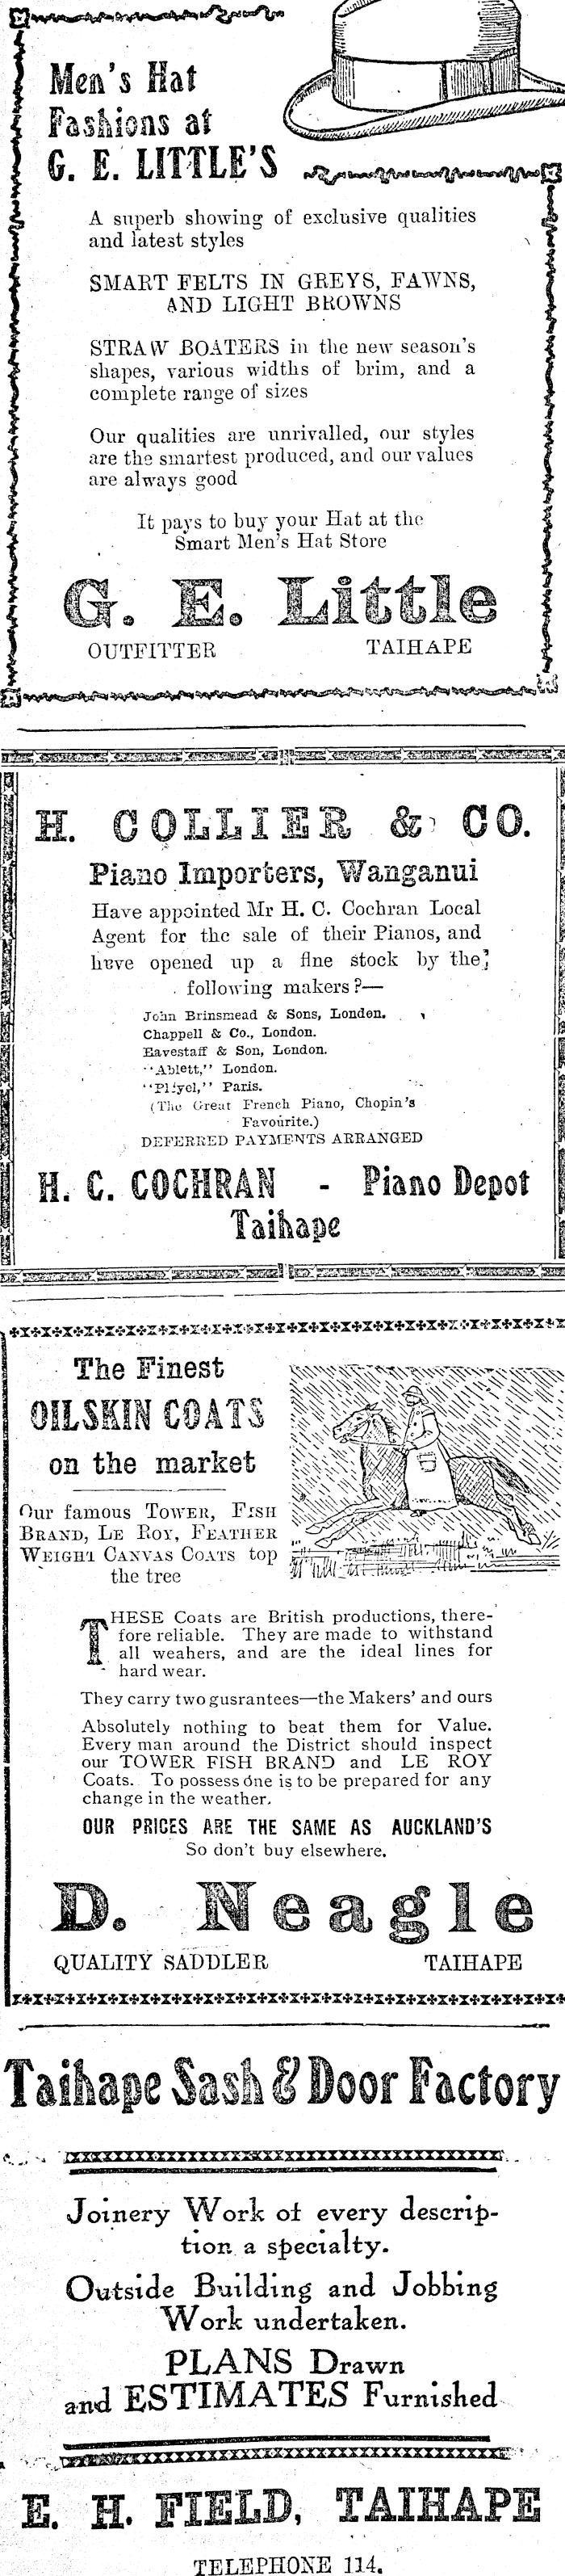 Men's Hat
Fashions at
G. E. LITTLE'S
A superb showing of exclusive qualities
and latest styles
SMART FELTS IN GREYS, FAWNS,
AND LIGHT BROWNS
STRAW BOATERS in the new season's
shapes, various widths of brim, and a
complete range of sizes
Our qualities are unrivalled, our styles
are the smartest produced, and our values
are always good
It pays to buy your Hat at the
Smart Men's Hat Store
G. E. Little
OUTFITTER TAIHAPE
H. COLLIER & CO.
Piano Importers, Wanganui
Have appointed Mr H. C. Cochran Local
Agent for the sale of their Pianos, and
have opened up a fine stock by the
following makers?—
John Brinsmead & Sons, London.
Chappell & Co., London.
Eavestaff & Son, London.
"Ablett," London.
"Pleyel," Paris.
(The Great French Piano, Chopin's
Favourite.)
DEFERRED PAYMENTS ARRANGED
H. C. COCHRAN - Piano Depot
Taihape
The Finest
OILSKIN COATS
on the market
Our famous TOWER, FISH
BRAND, LE ROY, FEATHER
WEIGHT CANVAS COATS top
the tree
THESE Coats are British productions, there-
fore reliable. They are made to withstand
all weahers, and are the ideal lines for
hard wear.
They carry two gusrantees—the Makers' and ours
Absolutely nothing to beat them for Value.
Every man around the District should inspect
our TOWER FISH BRAND and LE ROY
Coats. To possess one is to be prepared for any
change in the weather.
OUR PRICES ARE THE SAME AS AUCKLAND'S
So don't buy elsewhere.
D. Neagle
QUALITY SADDLER TAIHAPE
Taihape Sash & Door Factory
Joinery Work of every descrip-
tion a specialty.
Outside Building and Jobbing
Work undertaken.
PLANS Drawn
and ESTIMATES Furnished
E. H. FIELD, TAIHAPE
TELEPHONE 114.